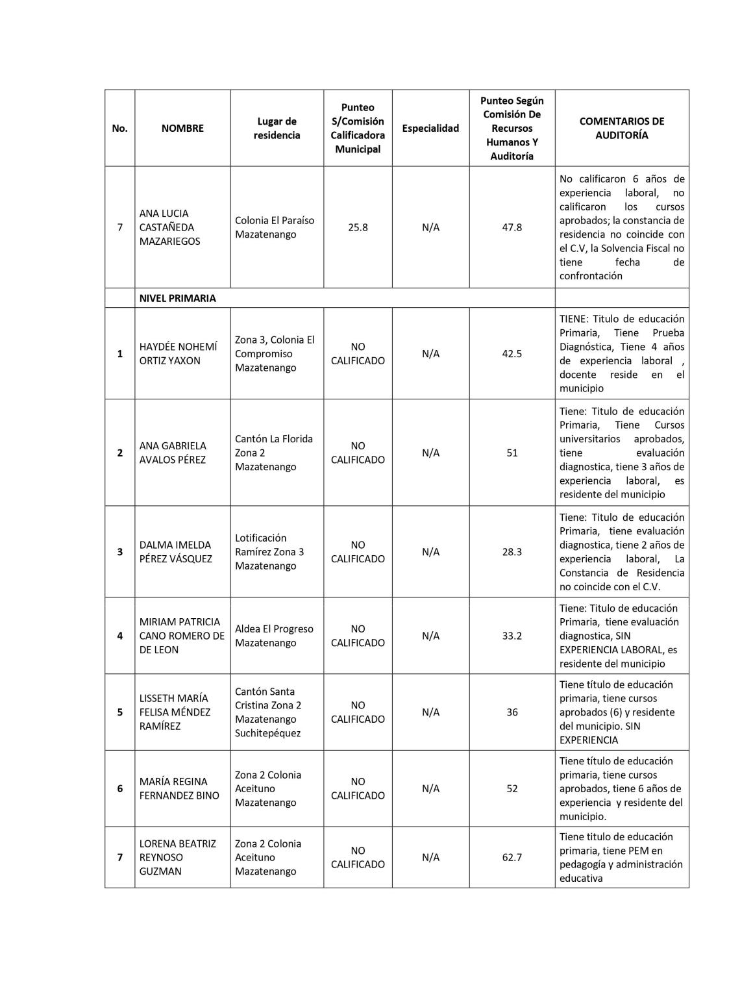 No.
NOMBRE
Lugar de
residencia
Punteo
S/Comisión
Calificadora
Municipal
Especialidad
Punteo Según
Comisión De
Recursos
Humanos Y
Auditoría
COMENTARIOS DE
AUDITORÍA
7
ANA LUCIA
CASTAÑEDA
MAZARIEGOS
Colonia El Paraíso
Mazatenango
25.8
N/A
47.8
No calificaron 6 años de
experiencia laboral, no
calificaron los cursos
aprobados; la constancia de
residencia no coincide con
el C.V, la Solvencia Fiscal no
tiene fecha de
confrontación
NIVEL PRIMARIA
1
HAYDÉE NOHEMÍ
ORTIZ YAXON
Zona 3, Colonia El
Compromiso
Mazatenango
NO
CALIFICADO
N/A
42.5
TIENE: Titulo de educación
Primaria, Tiene Prueba
Diagnóstica, Tiene 4 años
de experiencia laboral ,
docente reside en el
municipio
2
ANA GABRIELA
AVALOS PÉREZ
Cantón La Florida
Zona 2
Mazatenango
NO
CALIFICADO
N/A
51
Tiene: Titulo de educación
Primaria, Tiene Cursos
universitarios aprobados,
tiene evaluación
diagnostica, tiene 3 años de
experiencia laboral, es
residente del municipio
3
DALMA IMELDA
PÉREZ VÁSQUEZ
Lotificación
Ramírez Zona 3
Mazatenango
NO
CALIFICADO
N/A
28.3
Tiene: Titulo de educación
Primaria, tiene evaluación
diagnostica, tiene 2 años de
experiencia laboral, La
Constancia de Residencia
no coincide con el C.V.
4
MIRIAM PATRICIA
CANO ROMERO DE
DE LEON
Aldea El Progreso
Mazatenango
NO
CALIFICADO
N/A
33.2
Tiene: Titulo de educación
Primaria, tiene evaluación
diagnostica, SIN
EXPERIENCIA LABORAL, es
residente del municipio
5
LISSETH MARÍA
FELISA MÉNDEZ
RAMÍREZ
Cantón Santa
Cristina Zona 2
Mazatenango
Suchitepéquez
NO
CALIFICADO
N/A
36
Tiene título de educación
primaria, tiene cursos
aprobados (6) y residente
del municipio. SIN
EXPERIENCIA
6
MARÍA REGINA
FERNANDEZ BINO
Zona 2 Colonia
Aceituno
Mazatenango
NO
CALIFICADO
N/A
52
Tiene título de educación
primaria, tiene cursos
aprobados, tiene 6 años de
experiencia y residente del
municipio.
7
LORENA BEATRIZ
REYNOSO
GUZMAN
Zona 2 Colonia
Aceituno
Mazatenango
NO
CALIFICADO
N/A
62.7
Tiene titulo de educación
primaria, tiene PEM en
pedagogía y administración
educativa